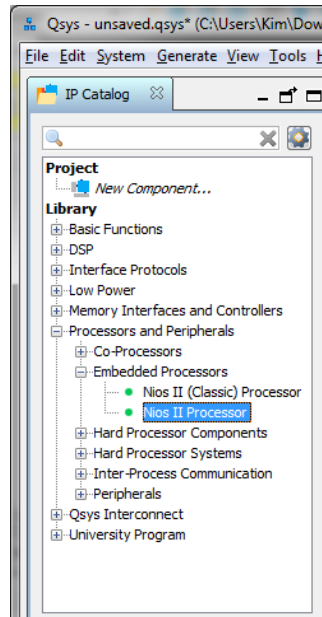 Qsys - unsaved.qsys* (C:\Users\Kim\Dow
File Edit System Generate View Tools
IP Catalog
Project
New Component...
Library
Basic Functions
DSP
Interface Protocols
Low Power
Memory Interfaces and Controllers
Processors and Peripherals
Co-Processors
Embedded Processors
Nios II (Classic) Processor
Nios II Processor
Hard Processor Components
Hard Processor Systems
Inter-Process Communication
Peripherals
Qsys Interconnect
University Program